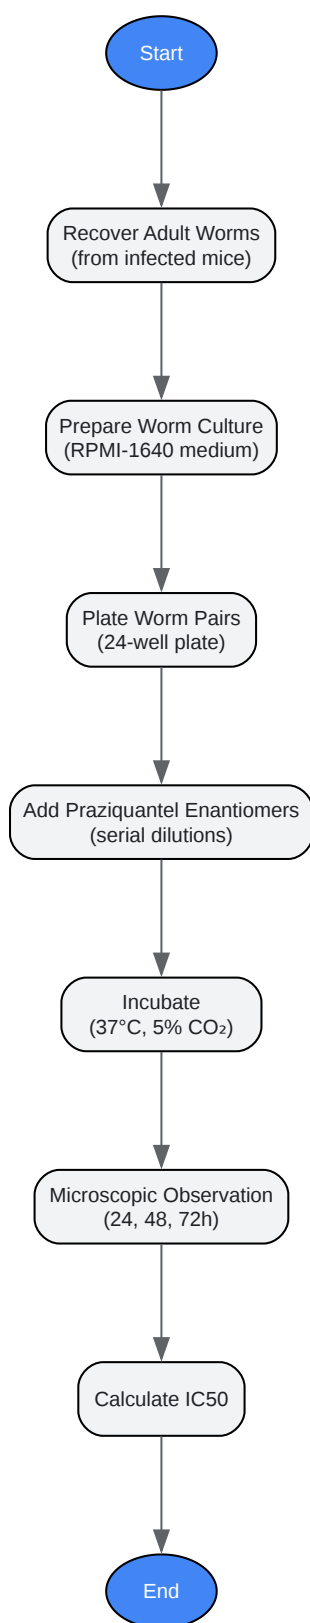 Start
Recover Adult Worms
(from infected mice)
Prepare Worm Culture
(RPMI-1640 medium)
Plate Worm Pairs
(24-well plate)
Add Praziquantel Enantiomers
(serial dilutions)
Incubate
(37°C, 5% CO₂)
Microscopic Observation
(24, 48, 72h)
Calculate IC50
End